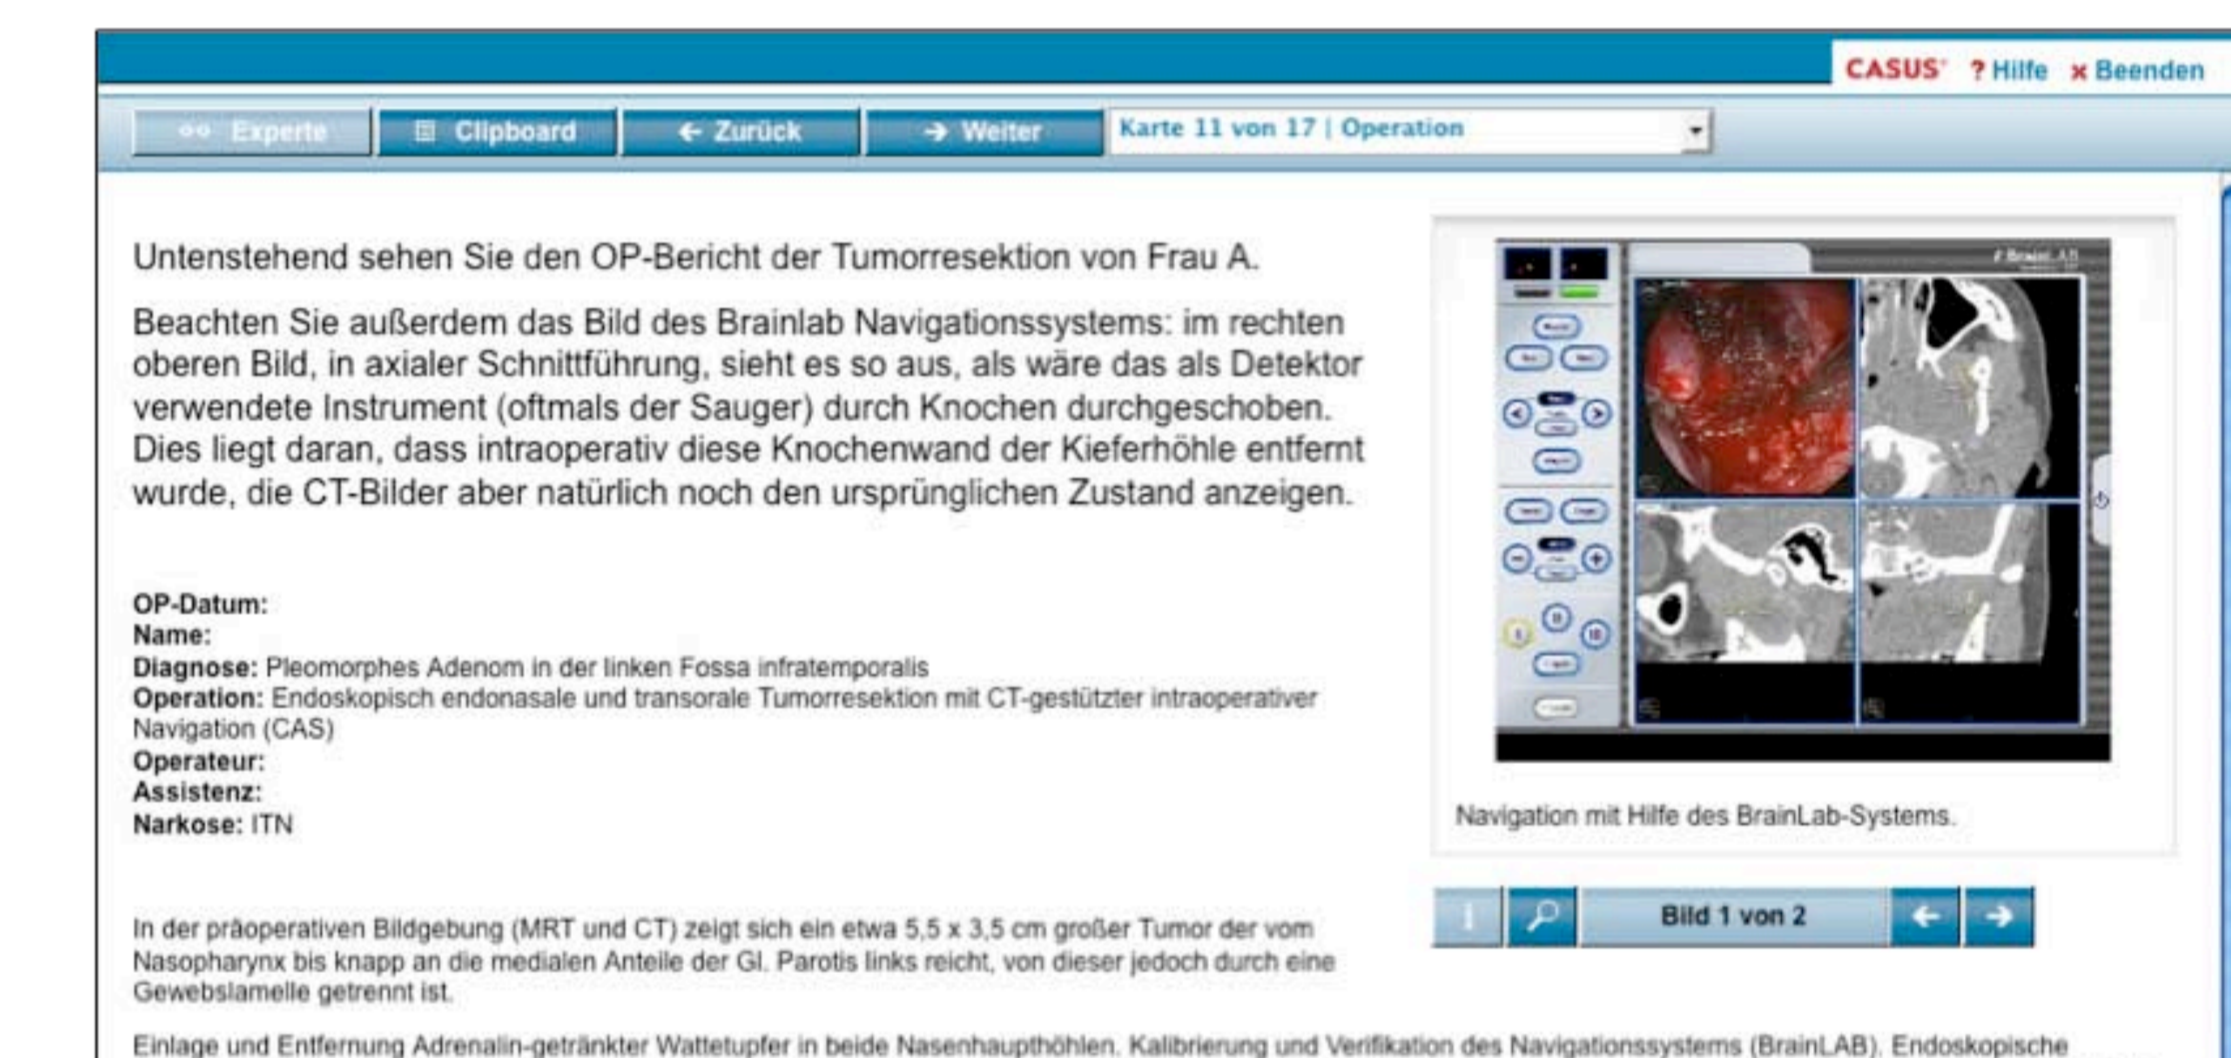 CASUS ? Hilfe x Beenden
Experte Clipboard ← Zurück → Weiter Karte 11 von 17 | Operation
Untenstehend sehen Sie den OP-Bericht der Tumorresektion von Frau A.
Beachten Sie außerdem das Bild des Brainlab Navigationssystems: im rechten
oberen Bild, in axialer Schnittführung, sieht es so aus, als wäre das als Detektor
verwendete Instrument (oftmals der Sauger) durch Knochen durchgeschoben.
Dies liegt daran, dass intraoperativ diese Knochenwand der Kieferhöhle entfernt
wurde, die CT-Bilder aber natürlich noch den ursprünglichen Zustand anzeigen.
BrainLAB
Navigation mit Hilfe des BrainLab-Systems.
Bild 1 von 2 ← →
OP-Datum:
Name:
Diagnose: Pleomorphes Adenom in der linken Fossa infratemporalis
Operation: Endoskopisch endonasale und transorale Tumorresektion mit CT-gestützter intraoperativer
Navigation (CAS)
Operateur:
Assistenz:
Narkose: ITN
In der präoperativen Bildgebung (MRT und CT) zeigt sich ein etwa 5,5 x 3,5 cm großer Tumor der vom
Nasopharynx bis knapp an die medialen Anteile der Gl. Parotis links reicht, von dieser jedoch durch eine
Gewebslamelle getrennt ist.
Einlage und Entfernung Adrenalin-getränkter Wattetupfer in beide Nasenhaupthöhlen. Kalibrierung und Verifikation des Navigationssystems (BrainLAB). Endoskopische